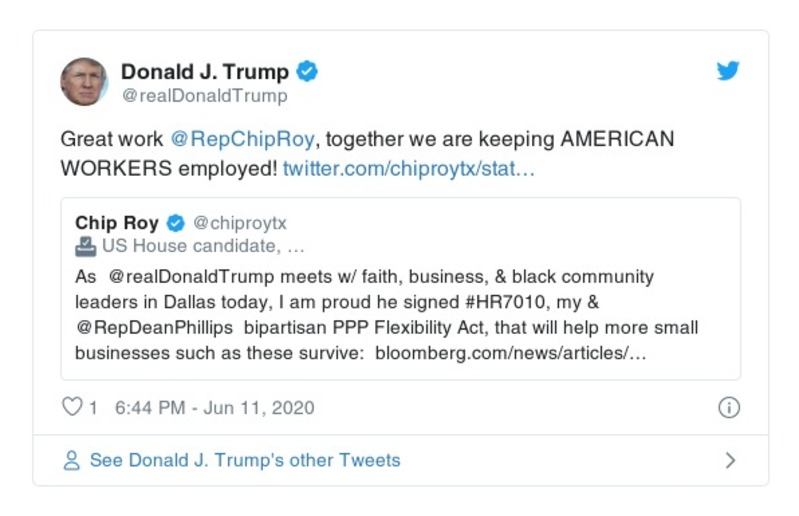 Donald J. Trump
@realDonaldTrump
Great work @RepChipRoy, together we are keeping AMERICAN
WORKERS employed! twitter.com/chiproytx/stat…
Chip Roy @chiproytx
US House candidate, …
As @realDonaldTrump meets w/ faith, business, & black community
leaders in Dallas today, I am proud he signed #HR7010, my &
@RepDeanPhillips bipartisan PPP Flexibility Act, that will help more small
businesses such as these survive: bloomberg.com/news/articles/…
1 6:44 PM - Jun 11, 2020
See Donald J. Trump's other Tweets